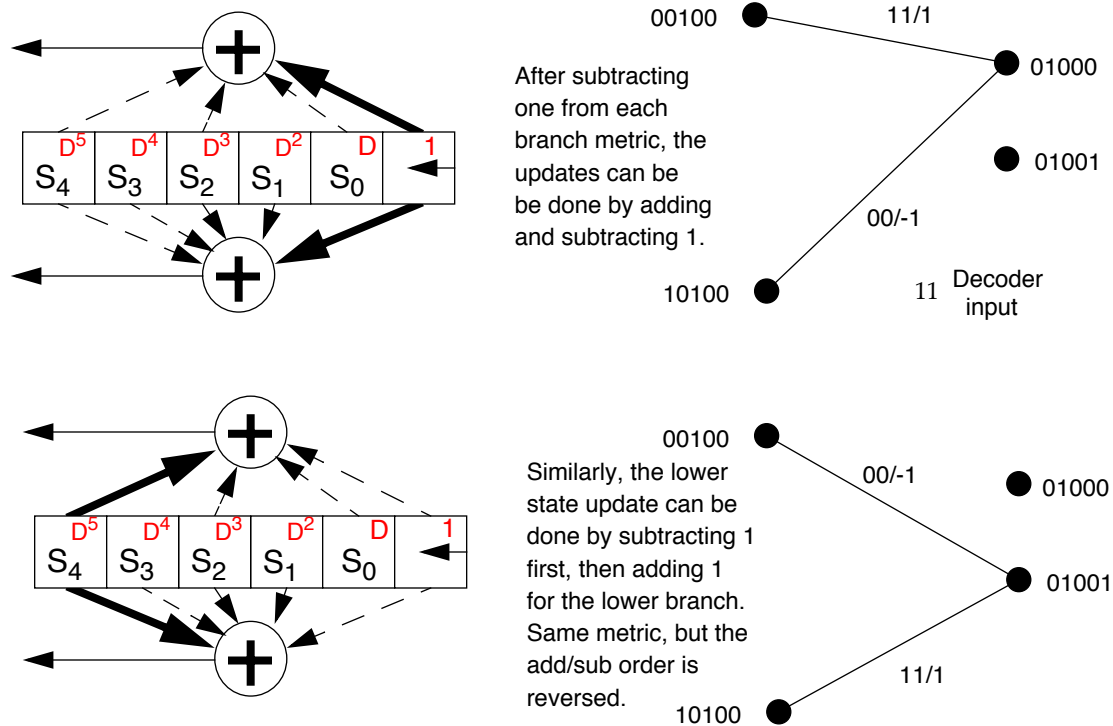 00100
11/1
01000
After subtracting
one from each
branch metric, the
updates can be
be done by adding
and subtracting 1.
01001
00/-1
10100
11 Decoder
input
D5 D4 D3 D2 D 1
S4 S3 S2 S1 S0
00100
00/-1
01000
Similarly, the lower
state update can be
done by subtracting 1
first, then adding 1
for the lower branch.
Same metric, but the
add/sub order is
reversed.
01001
11/1
10100
D5 D4 D3 D2 D 1
S4 S3 S2 S1 S0